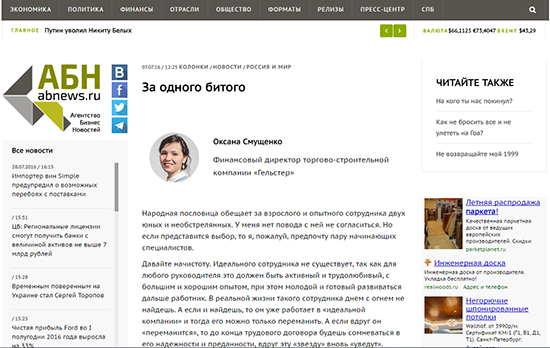 ЭКОНОМИКА ПОЛИТИКА ФИНАНСЫ ОТРАСЛИ ОБЩЕСТВО ФОРМАТЫ РЕЛИЗЫ ПРЕСС-ЦЕНТР СПБ
ГЛАВНОЕ Путин уволил Никиту Белых
ВАЛЮТА $66,1125 €73,4047 BRENT $43,29
АБН
abnews.ru
Агентство
Бизнес
Новостей
Все новости
28.07.2016 / 16:15
Импортер вин Simple
предупредил о возможных
перебоях с поставками
/ 15:51
ЦБ: Региональные лицензии
смогут получить банки с
величиной активов не выше 7
млрд рублей
/ 15:28
Временным поверенным на
Украине стал Сергей Торопов
/ 15:25
Чистая прибыль Ford во I
полугодии 2016 года выросла
на 33%
07.07.16 / 12:25 КОЛОНКИ / НОВОСТИ / РОССИЯ И МИР
За одного битого
Оксана Смущенко
Финансовый директор торгово-строительной
компании «Гельстер»
Народная пословица обещает за взрослого и опытного сотрудника двух
юных и необстрелянных. У меня нет повода с ней не согласиться. Но
если представится выбор, то я, пожалуй, предпочту пару начинающих
специалистов.
Давайте начистоту. Идеального сотрудника не существует, так как для
любого руководителя это должен быть активный и трудолюбивый, с
большим и хорошим опытом, при этом молодой и готовый развиваться
дальше работник. В реальной жизни такого сотрудника днём с огнём не
найдешь. А если и найдешь, то он уже работает в «идеальной
компании» и тогда его можно только переманить. А если вдруг он
«переманится», то до конца трудового договора будешь сомневаться в
его надежности и преданности, вдруг эту «звезду» вновь «уведут».
ЧИТАЙТЕ ТАКЖЕ
На кого ты нас покинул?
Как не бросить все и не
улететь на Гоа?
Не возвращайте мой 1999
Летняя распродажа
паркета!
Качественная паркетная
доска от ведущих
европейских
производителей. Скидки
parketplanet.ru
Инженерная доска
Инженерная доска от производителя.
Укладка бесплатно!
realwoods.ru Адрес и телефон
Негорючие
шпонированные
потолки
Wallhof. от 3990р/м.
Сертификат КМ-1 (Г1, В1, Д1,
Т1). Санкт-Петербург.